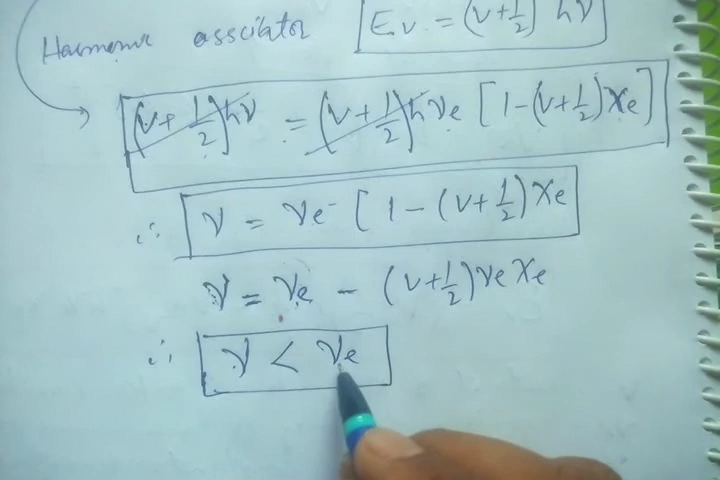 Harmonic asscilator Ev = (v+1/2) hν
(v+1/2)hν = (v+1/2)hνe [1-(v+1/2)Xe]
∴ ν = νe [1-(v+1/2)Xe
ν = νe - (v+1/2)νe Xe
∴ ν < νe